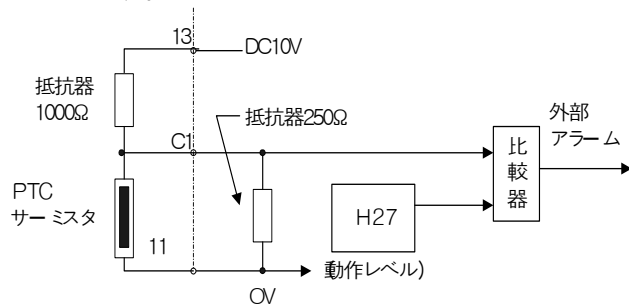 13
DC10V
抵抗器
1000Ω
抵抗器250Ω
C1
外部
アラーム
比較器
PTC
サーミスタ
H27
11
動作レベル)
0V